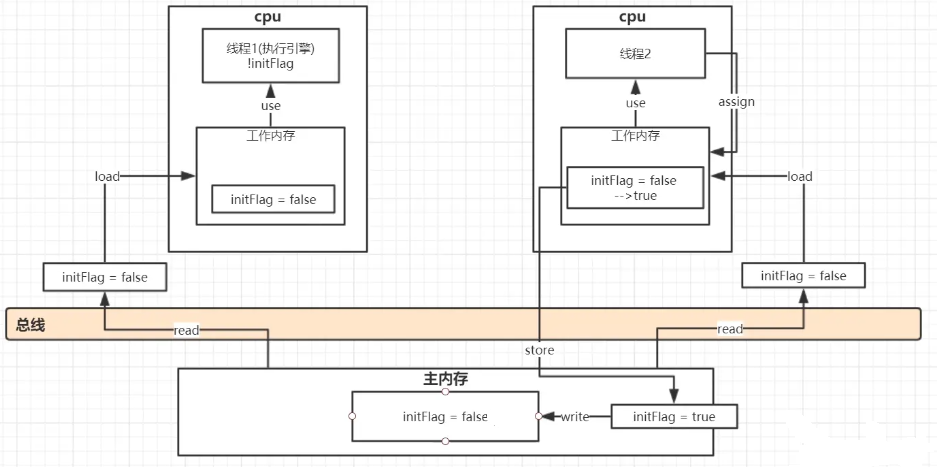 cpu
线程1(执行引擎)
!initFlag
use
工作内存
initFlag = false
load
initFlag = false
read
cpu
线程2
assign
use
工作内存
initFlag = false
-->true
load
initFlag = false
read
总线
store
主内存
initFlag = false
write
initFlag = true